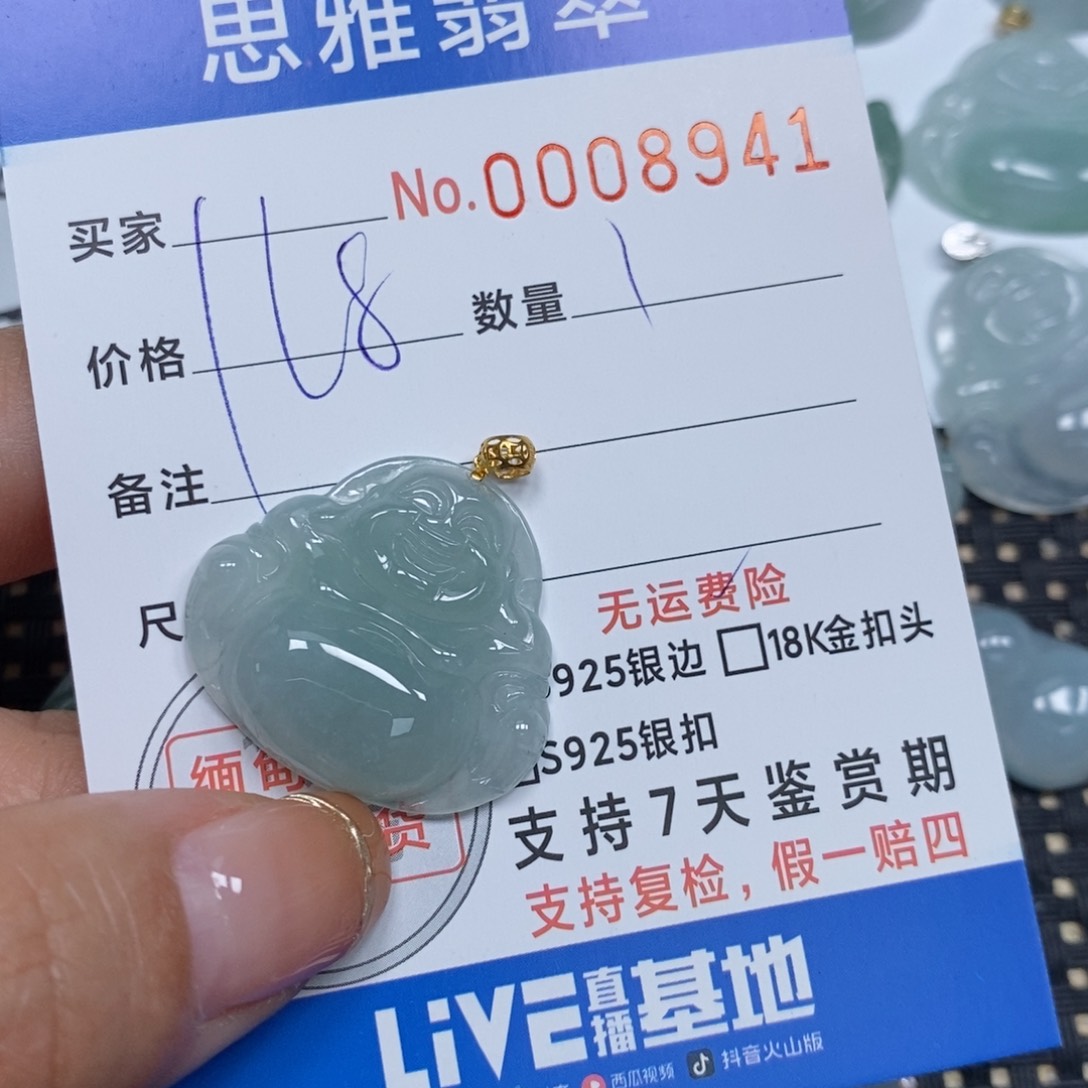 思雅翡翠
No.0008941
买家
价格 数量 1
备注
尺
无运费险
925银边 □18K金扣头
S925银扣
缅甸
货
支持7天鉴赏期
支持复检，假一赔四
LiVE直播基地
西瓜视频 抖音火山版